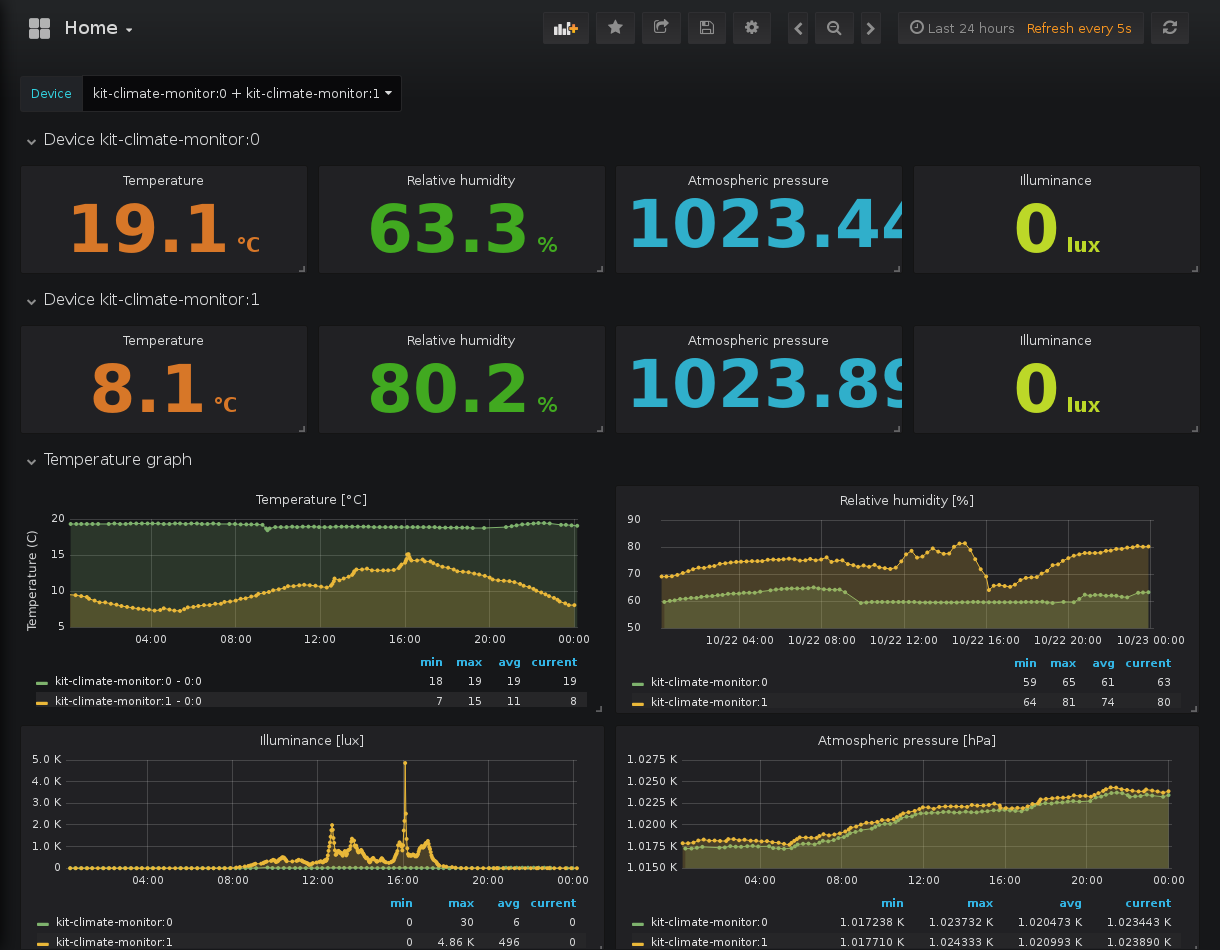 Home
Last 24 hours Refresh every 5s
Device kit-climate-monitor:0 + kit-climate-monitor:1
Device kit-climate-monitor:0
Temperature Relative humidity Atmospheric pressure Illuminance
19.1 °C 63.3 % 1023.44 0 lux
Device kit-climate-monitor:1
Temperature Relative humidity Atmospheric pressure Illuminance
8.1 °C 80.2 % 1023.89 0 lux
Temperature graph
Temperature [°C]
Temperature (C)
20
15
10
5
04:00 08:00 12:00 16:00 20:00 00:00
min max avg current
kit-climate-monitor:0 - 0:0 18 19 19 19
kit-climate-monitor:1 - 0:0 7 15 11 8
Relative humidity [%]
90
80
70
60
50
10/22 04:00 10/22 08:00 10/22 12:00 10/22 16:00 10/22 20:00 10/23 00:00
min max avg current
kit-climate-monitor:0 59 65 61 63
kit-climate-monitor:1 64 81 74 80
Illuminance [lux]
5.0 K
4.0 K
3.0 K
2.0 K
1.0 K
0
04:00 08:00 12:00 16:00 20:00 00:00
min max avg current
kit-climate-monitor:0 0 30 6 0
kit-climate-monitor:1 0 4.86 K 496 0
Atmospheric pressure [hPa]
1.0275 K
1.0250 K
1.0225 K
1.0200 K
1.0175 K
1.0150 K
04:00 08:00 12:00 16:00 20:00 00:00
min max avg current
kit-climate-monitor:0 1.017238 K 1.023732 K 1.020473 K 1.023443 K
kit-climate-monitor:1 1.017710 K 1.024333 K 1.020993 K 1.023890 K